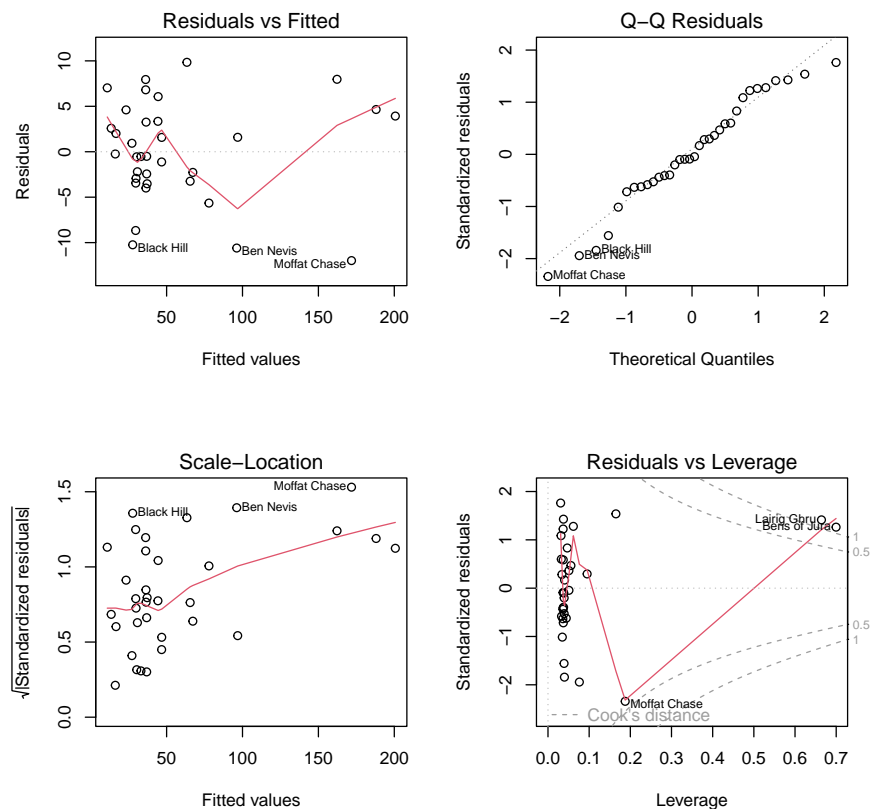 Residuals vs Fitted
10
5
0
−5
−10
Residuals
Black Hill
Ben Nevis
Moffat Chase
50
100
150
200
Fitted values
Q−Q Residuals
2
1
0
−1
−2
Standardized residuals
Black Hill
Ben Nevis
Moffat Chase
−2
−1
0
1
2
Theoretical Quantiles
Scale−Location
1.5
1.0
0.5
0.0
√|Standardized residuals|
Moffat Chase
Black Hill
Ben Nevis
50
100
150
200
Fitted values
Residuals vs Leverage
2
1
0
−1
−2
Standardized residuals
Lairig Ghru
Bens of Jura
1
0.5
0.5
1
Moffat Chase
Cook's distance
0.0
0.1
0.2
0.3
0.4
0.5
0.6
0.7
Leverage